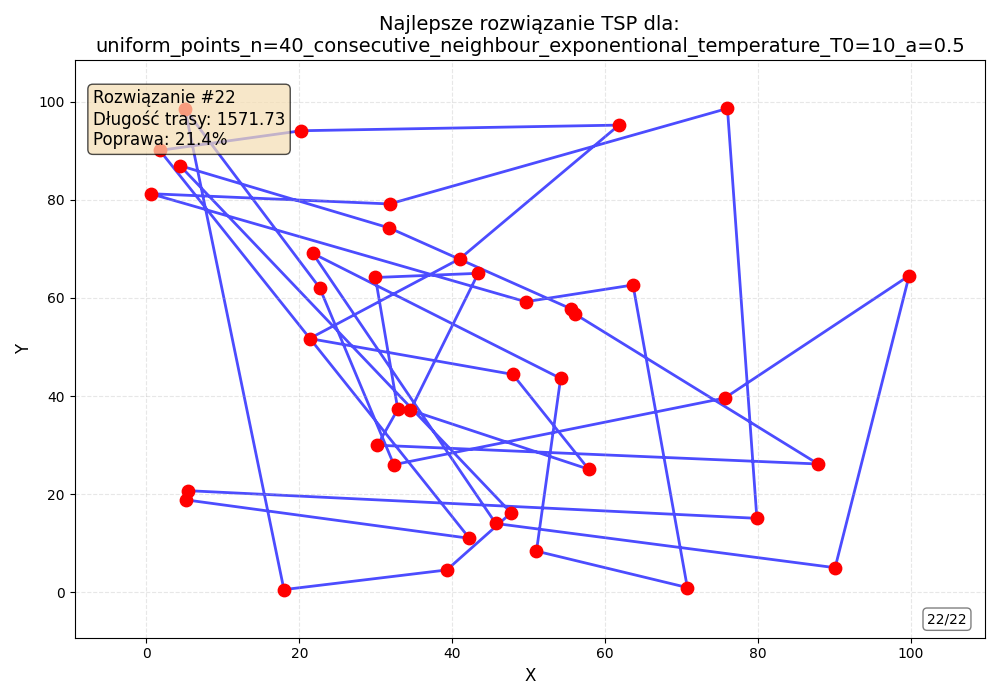 Najlepsze rozwiązanie TSP dla:
uniform_points_n=40_consecutive_neighbour_exponentional_temperature_T0=10_a=0.5
Rozwiązanie #22
Długość trasy: 1571.73
Poprawa: 21.4%
100
80
60
40
20
0
Y
22/22
0 20 40 60 80 100
X